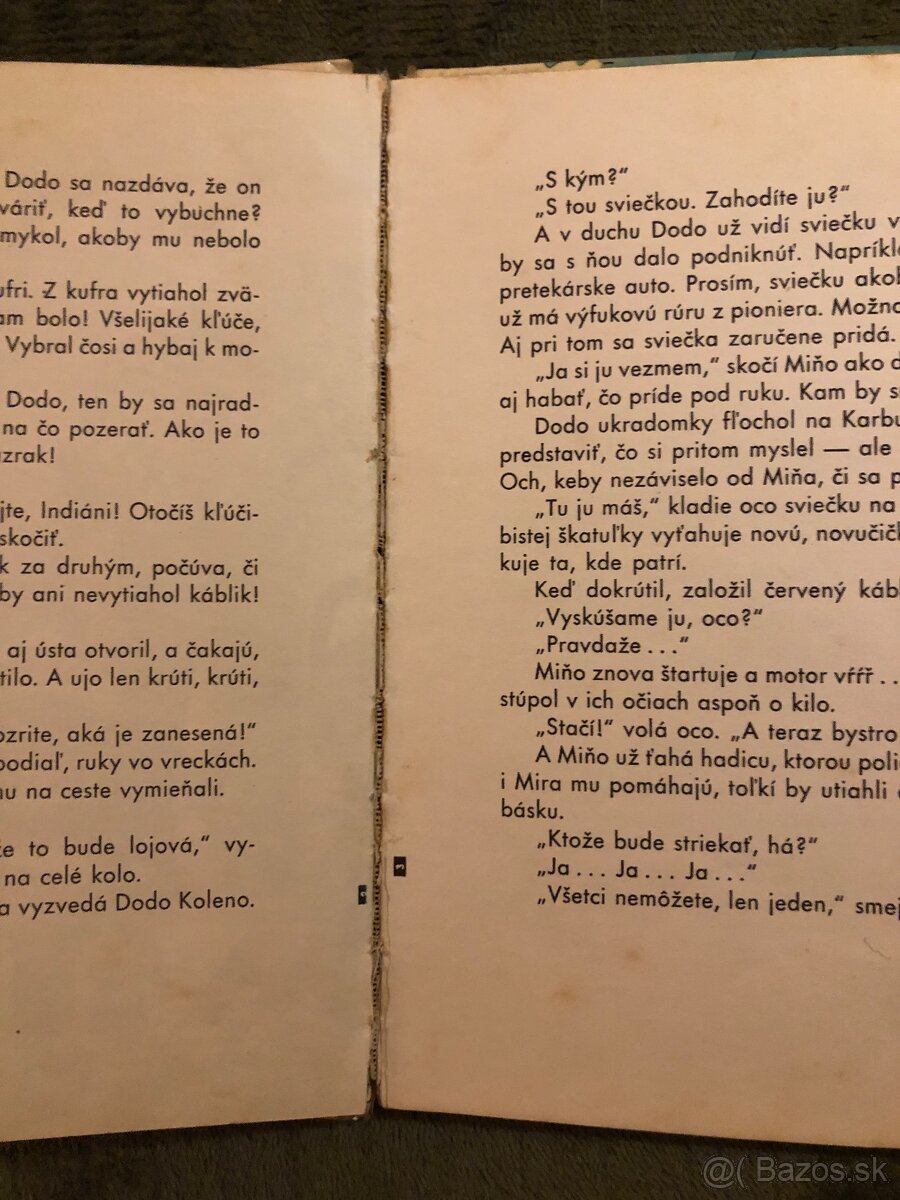 Dodo sa nazdáva, že on
váriť, keď to vybuchne?
mykol, akoby mu nebolo
ufri. Z kufra vytiahol zvä-
am bolo! Všelijaké kľúče,
Vybral čosi a hybaj k mo-
Dodo, ten by sa najrad-
na čo pozerať. Ako je to
ázrak!
jte, Indiáni! Otočíš kľúči-
skočiť.
k za druhým, počúva, či
by ani nevytiahol káblik!
aj ústa otvoril, a čakajú,
tilo. A ujo len krúti, krúti,
ozrite, aká je zanesená!“
podiaľ, ruky vo vreckách.
nu na ceste vymieňali.
že to bude lojová,“ vy-
na celé kolo.
a vyzvedá Dodo Koleno.
„S kým?“
„S tou sviečkou. Zahodíte ju?“
A v duchu Dodo už vidí sviečku v
by sa s ňou dalo podniknúť. Napríkla
pretekárske auto. Prosím, sviečku akob
už má výfukovú rúru z pioniera. Možno
Aj pri tom sa sviečka zaručene pridá.
„Ja si ju vezmem,“ skočí Miňo ako
aj habať, čo príde pod ruku. Kam by s
Dodo ukradomky fľochol na Karbu
predstaviť, čo si pritom myslel — ale
Och, keby nezáviselo od Miňa, či sa p
„Tu ju máš,“ kladie oco sviečku na
bistej škatuľky vyťahuje novú, novučičk
kuje ta, kde patrí.
Keď dokrútil, založil červený kábl
„Vyskúšame ju, oco?“
„Pravdaže . . .“
Miňo znova štartuje a motor vŕŕř . .
stúpol v ich očiach aspoň o kilo.
„Stačí!“ volá oco. „A teraz bystro
A Miňo už ťahá hadicu, ktorou poli
i Mira mu pomáhajú, toľkí by utiahli
básku.
„Ktože bude striekať, há?“
3
„Ja . . . Ja . . . Ja . . .“
„Všetci nemôžete, len jeden,“ smej
@( Bazos.sk